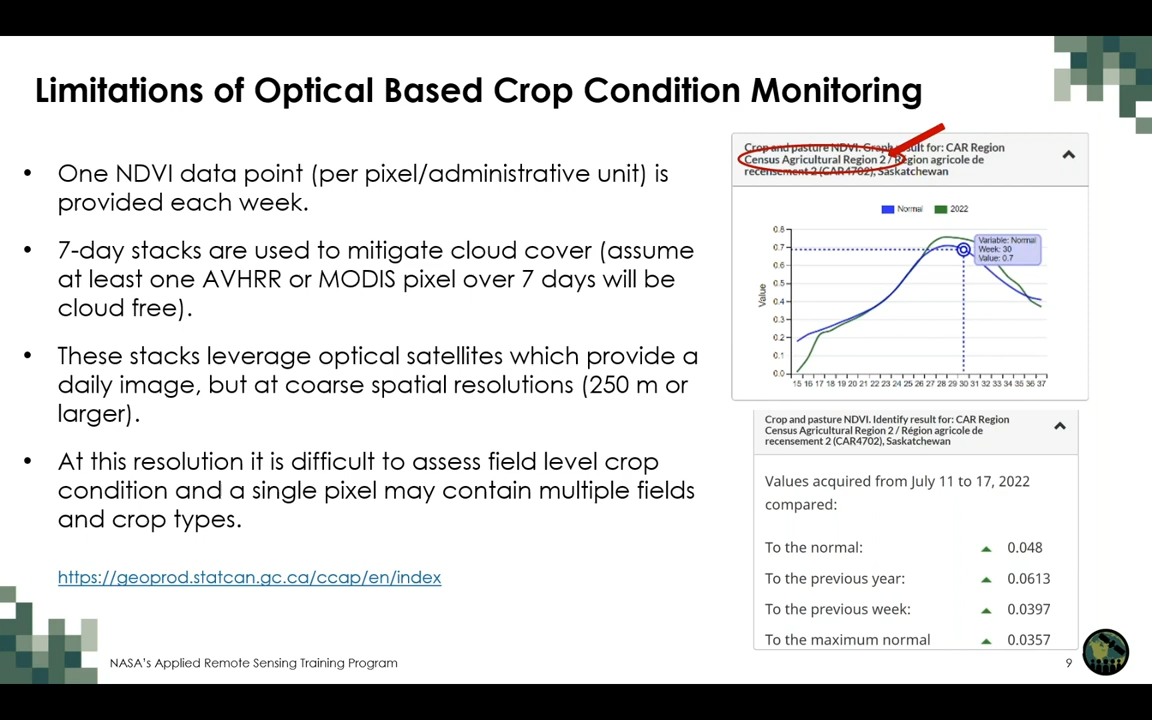 Limitations of Optical Based Crop Condition Monitoring
• One NDVI data point (per pixel/administrative unit) is
provided each week.
• 7-day stacks are used to mitigate cloud cover (assume
at least one AVHRR or MODIS pixel over 7 days will be
cloud free).
• These stacks leverage optical satellites which provide a
daily image, but at coarse spatial resolutions (250 m or
larger).
• At this resolution it is difficult to assess field level crop
condition and a single pixel may contain multiple fields
and crop types.
https://geoprod.statcan.gc.ca/ccap/en/index
Crop and pasture NDVI. Graph result for: CAR Region
Census Agricultural Region 2 / Région agricole de
recensement 2 (CAR4702), Saskatchewan
Normal 2022
Value
0.8
0.7
0.6
0.5
0.4
0.3
0.2
0.1
0.0
Variable: Normal
Week: 30
Value: 0.7
15 16 17 18 19 20 21 22 23 24 25 26 27 28 29 30 31 32 33 34 35 36 37
Crop and pasture NDVI. Identify result for: CAR Region
Census Agricultural Region 2 / Région agricole de
recensement 2 (CAR4702), Saskatchewan
Values acquired from July 11 to 17, 2022
compared:
To the normal: 0.048
To the previous year: 0.0613
To the previous week: 0.0397
To the maximum normal 0.0357
NASA's Applied Remote Sensing Training Program
9